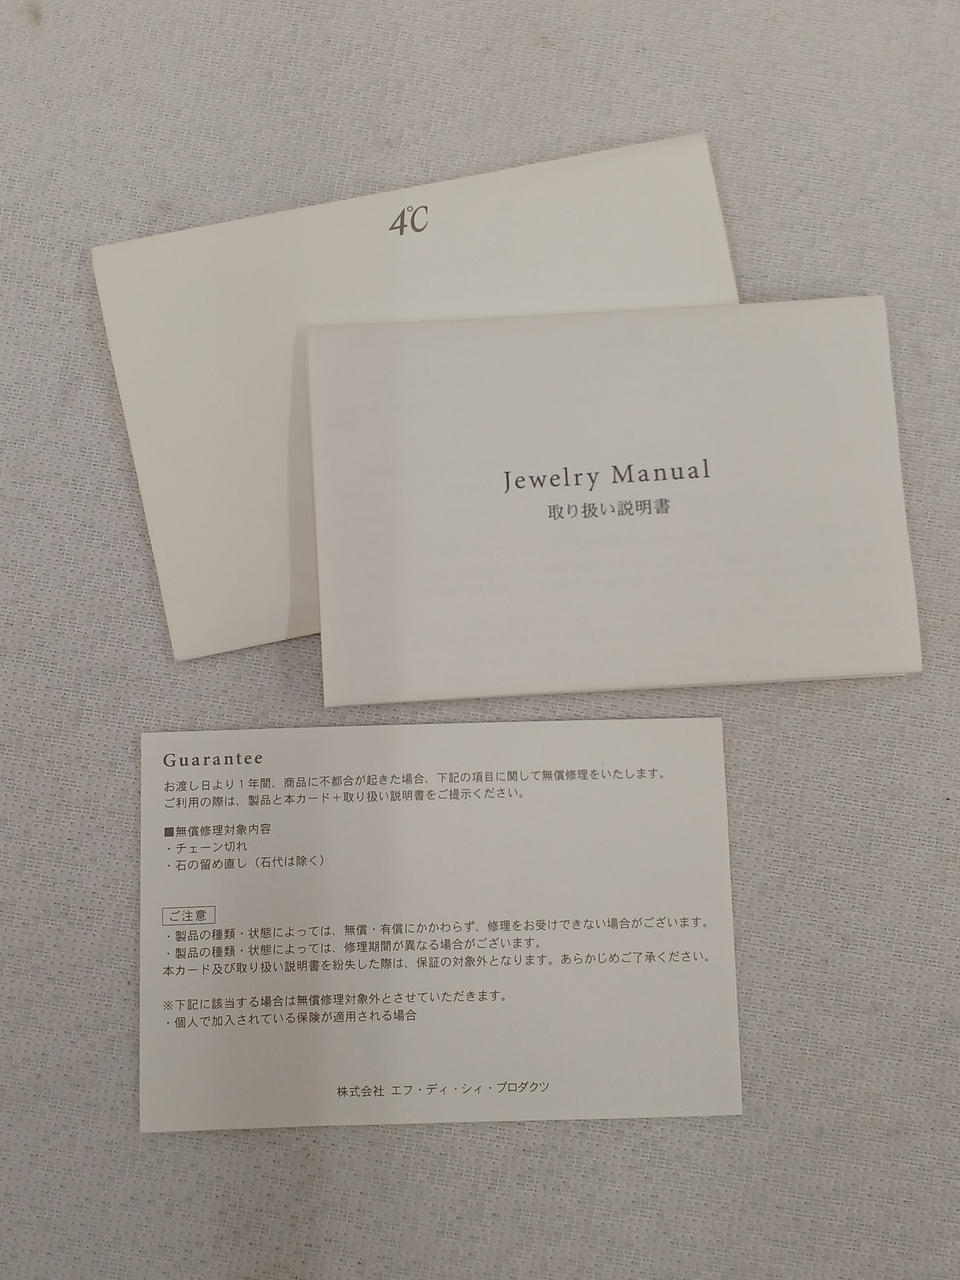 4℃
Jewelry Manual
取り扱い説明書
Guarantee
お渡し日より1年間、商品に不都合が起きた場合、下記の項目に関して無償修理をいたします。
ご利用の際は、製品と本カード＋取り扱い説明書をご提示ください。
■無償修理対象内容
・チェーン切れ
・石の留め直し（石代は除く）
ご注意
・製品の種類・状態によっては、無償・有償にかかわらず、修理をお受けできない場合がございます。
・製品の種類・状態によっては、修理期間が異なる場合がございます。
本カード及び取り扱い説明書を紛失した際は、保証の対象外となります。あらかじめご了承ください。
※下記に該当する場合は無償修理対象外とさせていただきます。
・個人で加入されている保険が適用される場合
株式会社 エフ・ディ・シィ・プロダクツ